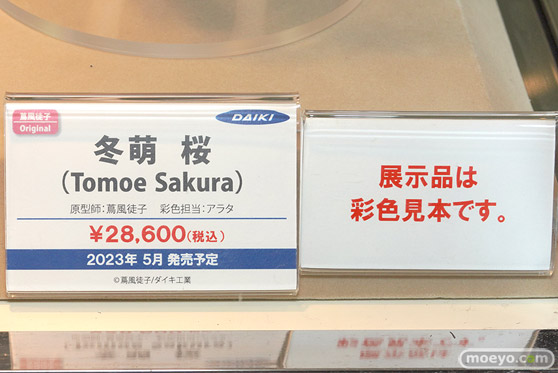 蔦風徒子
Original
DAIKI
冬萌 桜
(Tomoe Sakura)
原型師:蔦風徒子 彩色担当:アラタ
¥28,600(税込)
2023年 5月 発売予定
©蔦風徒子/ダイキ工業
展示品は
彩色見本です。
moeyo.com